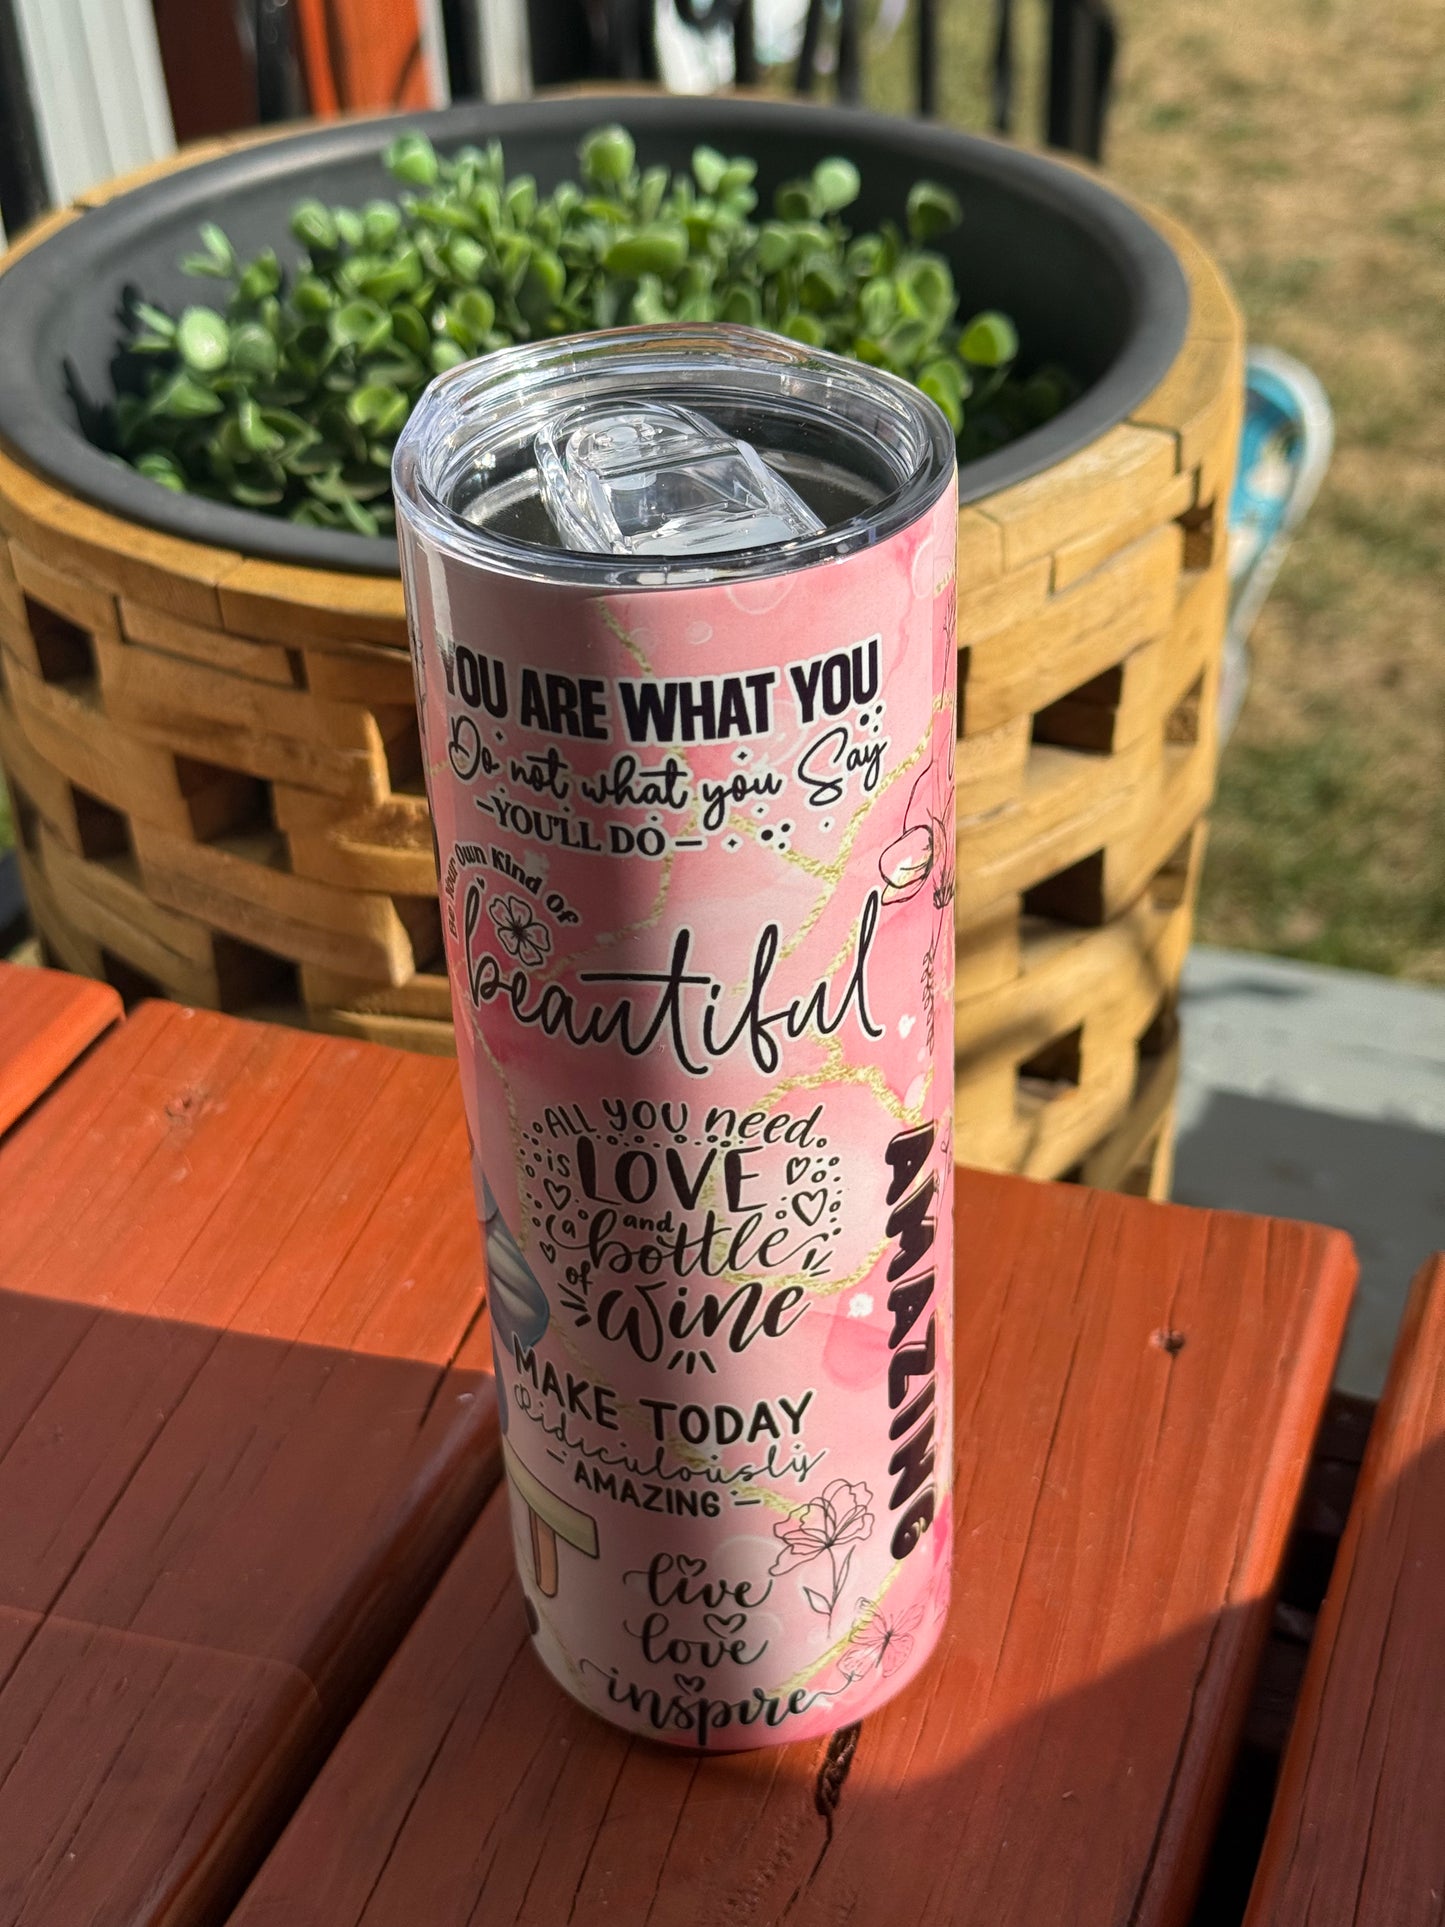 YOU ARE WHAT YOU
Do not what you Say
-YOU'LL DO-
Be Your Own Kind Of
beautiful
ALL you need
is LOVE
and
a bottle
of
Wine
MAKE TODAY
Ridiculously
- AMAZING -
live
love
inspire
AMAZING